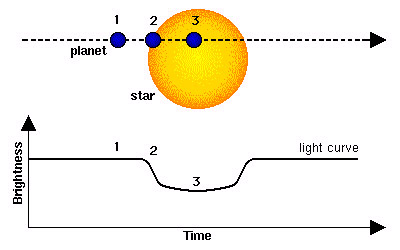 1 2 3
planet
star
1 2 light curve
3
Brightness
Time